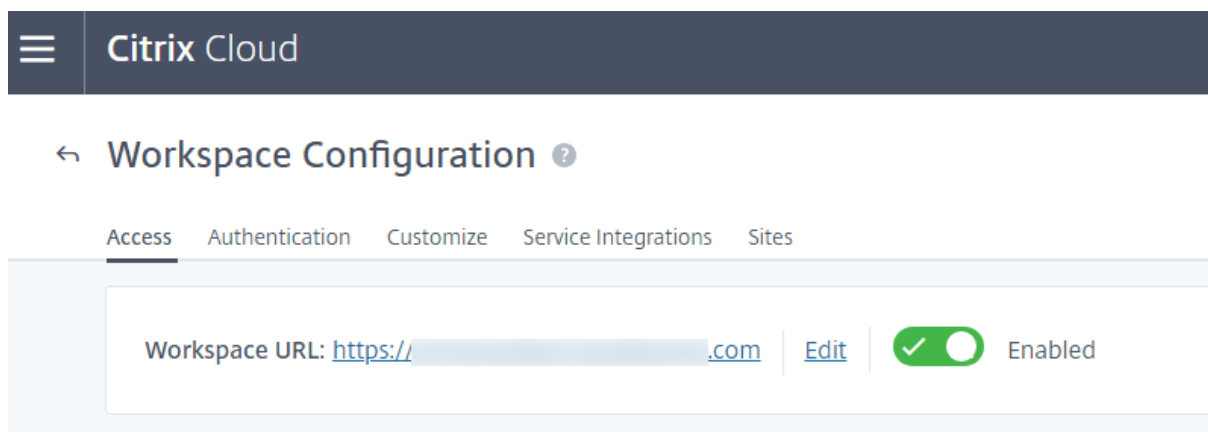 Citrix Cloud
Workspace Configuration ?
Access Authentication Customize Service Integrations Sites
Workspace URL: https:// .com Edit Enabled